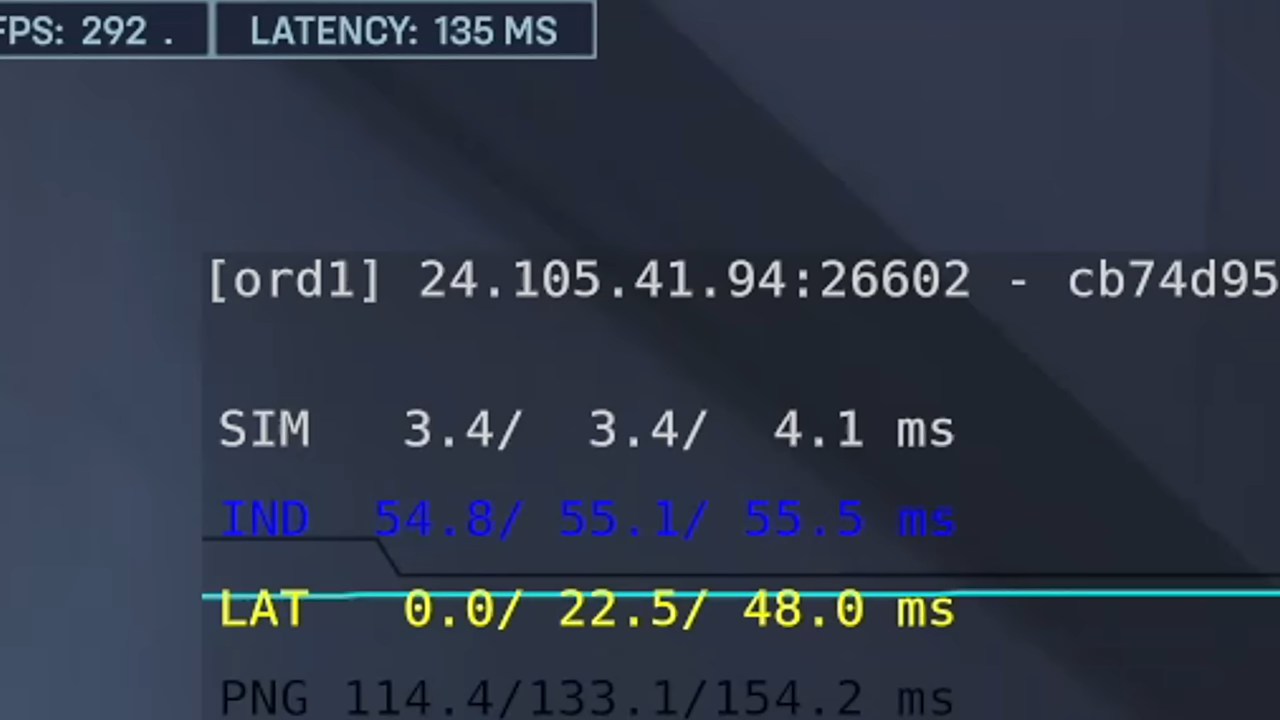 FPS: 292 . LATENCY: 135 MS
[ord1] 24.105.41.94:26602 - cb74d95
SIM 3.4/ 3.4/ 4.1 ms
IND 54.8/ 55.1/ 55.5 ms
LAT 0.0/ 22.5/ 48.0 ms
PNG 114.4/133.1/154.2 ms